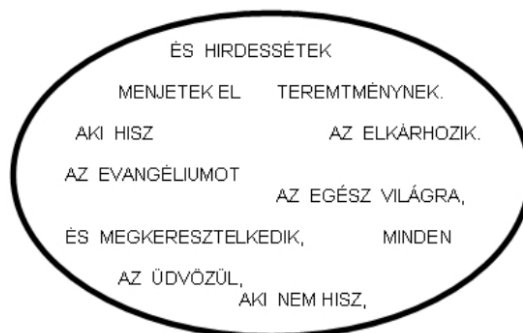 ÉS HIRDESSÉTEK
MENJETEK EL TEREMTMÉNYNEK.
AKI HISZ AZ ELKÁRHOZIK.
AZ EVANGÉLIUMOT
AZ EGÉSZ VILÁGRA,
ÉS MEGKERESZTELKEDIK, MINDEN
AZ ÜDVÖZÜL,
AKI NEM HISZ,